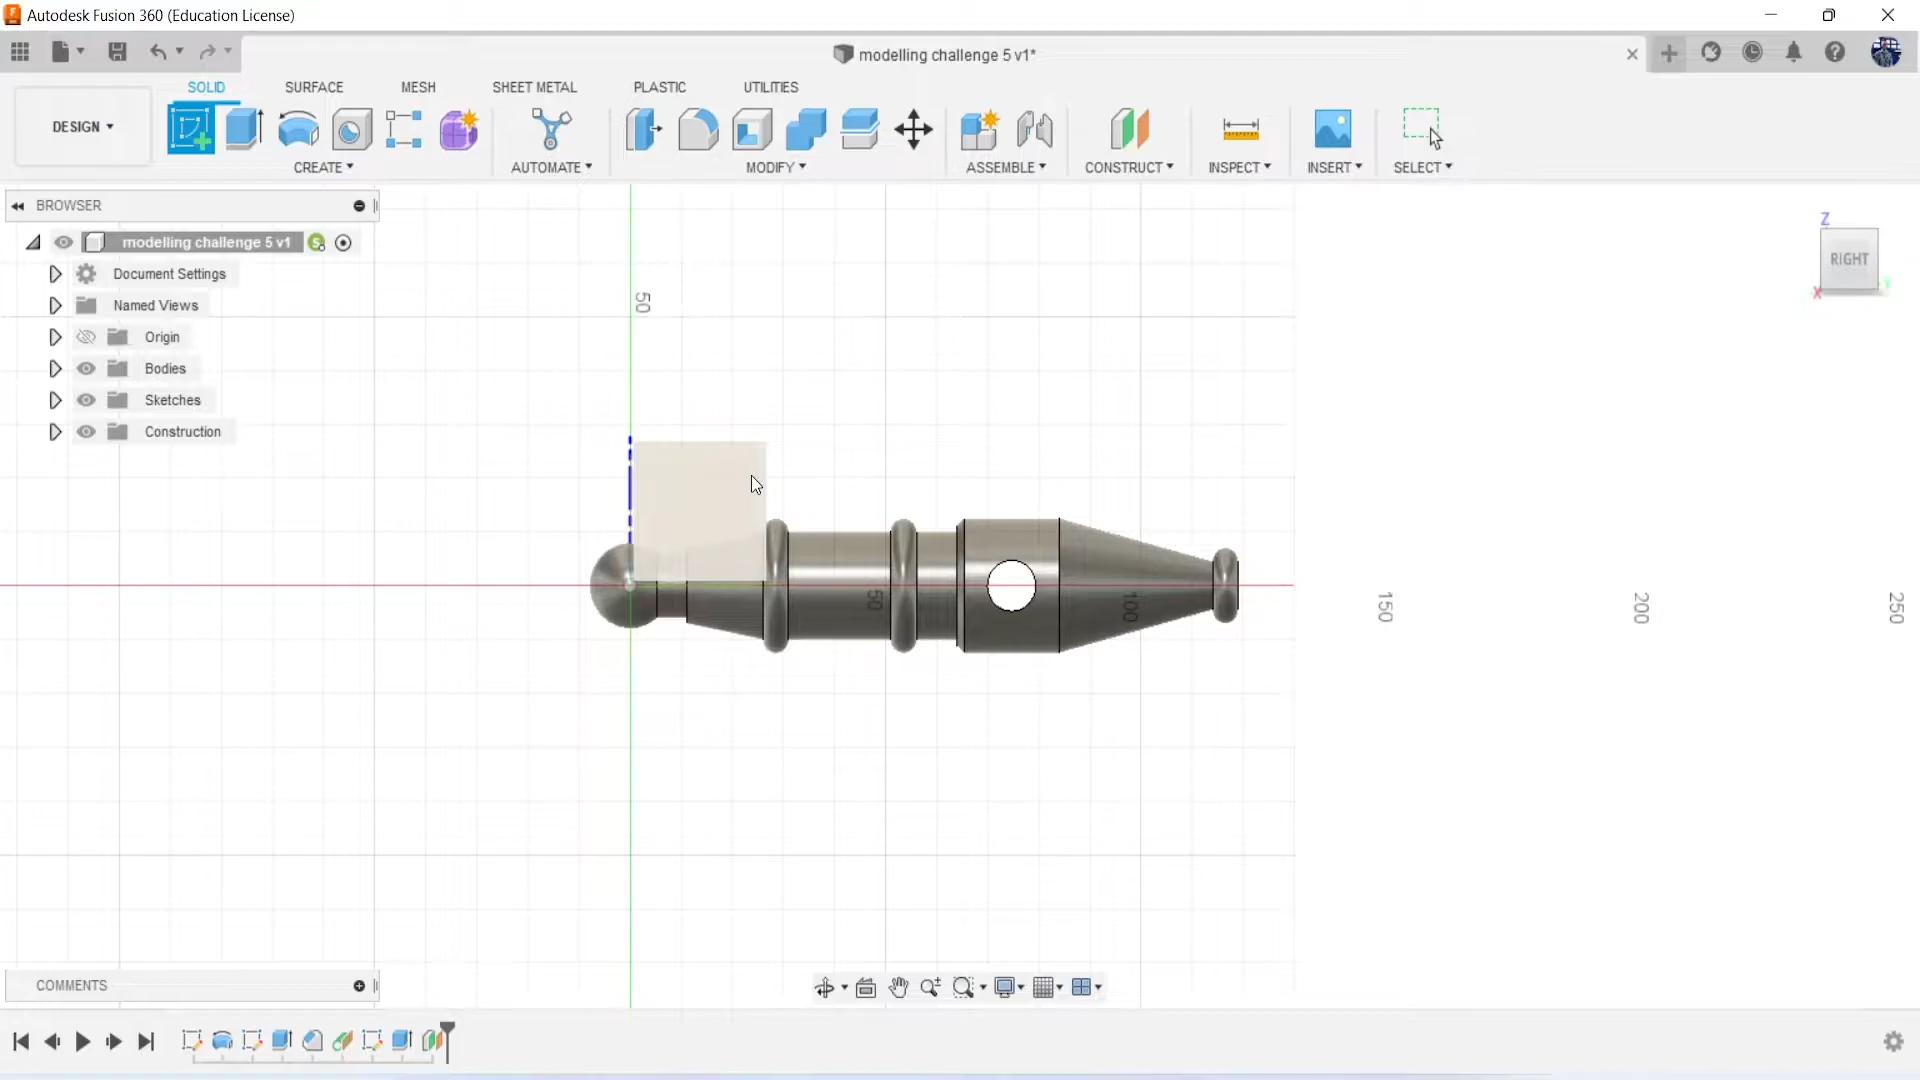 Autodesk Fusion 360 (Education License)
modelling challenge 5 v1*
SOLID SURFACE MESH SHEET METAL PLASTIC UTILITIES
DESIGN
CREATE AUTOMATE MODIFY ASSEMBLE CONSTRUCT INSPECT INSERT SELECT
BROWSER
modelling challenge 5 v1
Document Settings
Named Views
Origin
Bodies
Sketches
Construction
Z
RIGHT
X
50
50
100
150
200
250
COMMENTS